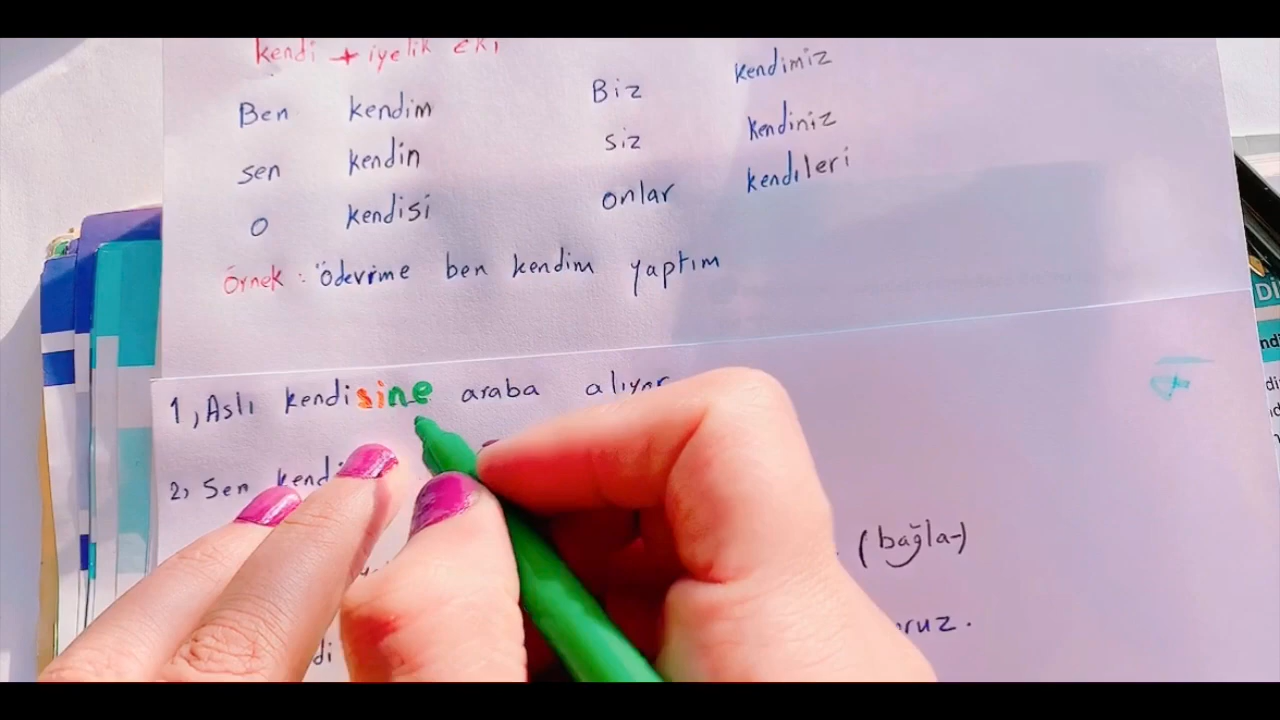 kendi + iyelik eki
Ben kendim Biz kendimiz
sen kendin siz kendiniz
o kendisi onlar kendileri
Örnek : "Ödevime ben kendim yaptım
1, Aslı kendisine araba alıyor
2, Sen
(bağla-)